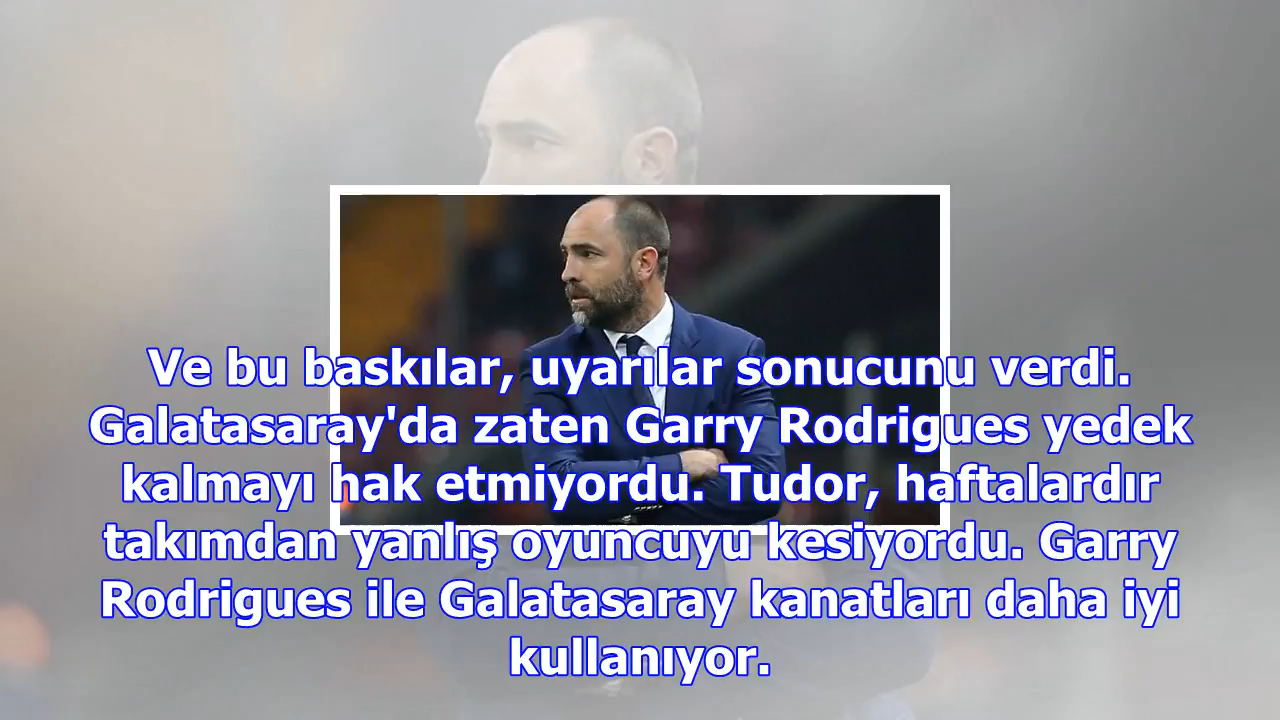 Ve bu baskılar, uyarılar sonucunu verdi.
Galatasaray'da zaten Garry Rodrigues yedek
kalmayı hak etmiyordu. Tudor, haftalardır
takımdan yanlış oyuncuyu kesiyordu. Garry
Rodrigues ile Galatasaray kanatları daha iyi
kullanıyor.